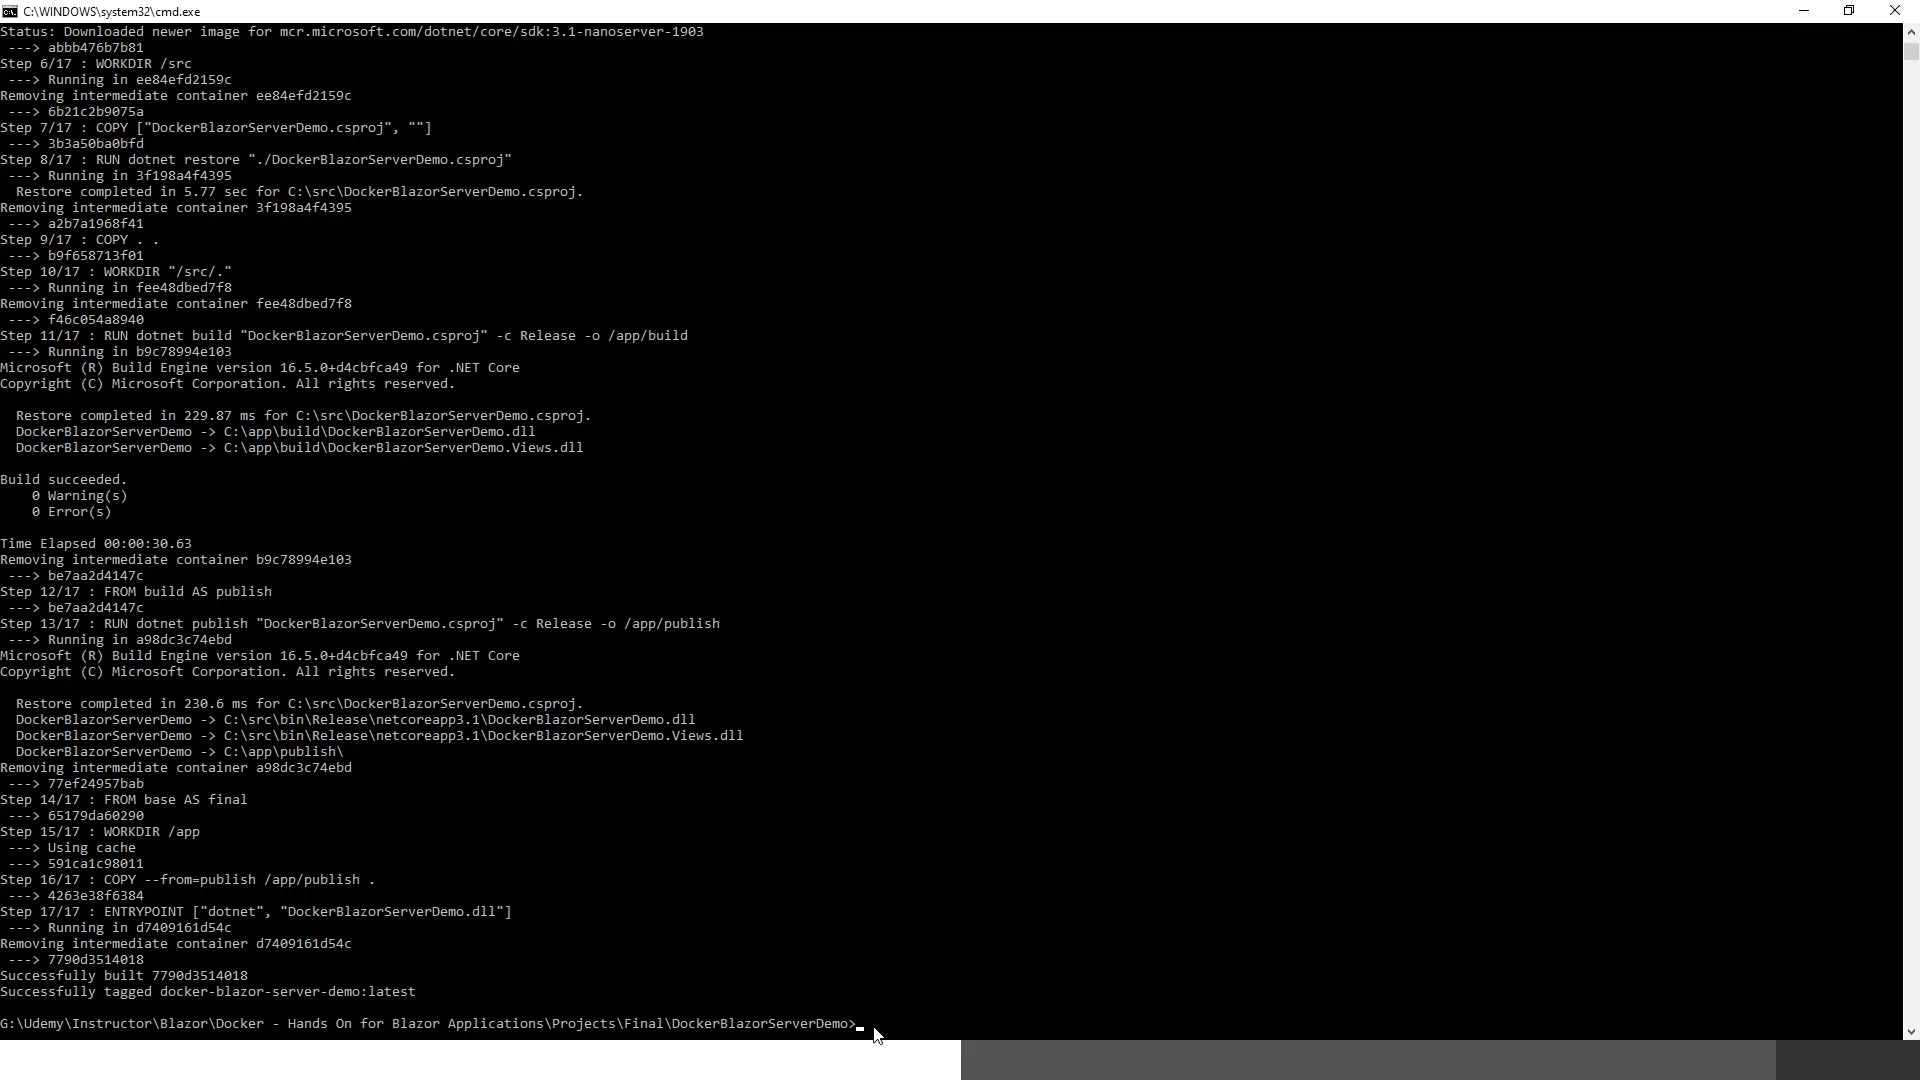 C:\WINDOWS\system32\cmd.exe
Status: Downloaded newer image for mcr.microsoft.com/dotnet/core/sdk:3.1-nanoserver-1903
 ---> abbb476b7b81
Step 6/17 : WORKDIR /src
 ---> Running in ee84efd2159c
Removing intermediate container ee84efd2159c
 ---> 6b21c2b9075a
Step 7/17 : COPY ["DockerBlazorServerDemo.csproj", ""]
 ---> 3b3a50ba0bfd
Step 8/17 : RUN dotnet restore "./DockerBlazorServerDemo.csproj"
 ---> Running in 3f198a4f4395
  Restore completed in 5.77 sec for C:\src\DockerBlazorServerDemo.csproj.
Removing intermediate container 3f198a4f4395
 ---> a2b7a1968f41
Step 9/17 : COPY . .
 ---> b9f658713f01
Step 10/17 : WORKDIR "/src/."
 ---> Running in fee48dbed7f8
Removing intermediate container fee48dbed7f8
 ---> f46c054a8940
Step 11/17 : RUN dotnet build "DockerBlazorServerDemo.csproj" -c Release -o /app/build
 ---> Running in b9c78994e103
Microsoft (R) Build Engine version 16.5.0+d4cbfca49 for .NET Core
Copyright (C) Microsoft Corporation. All rights reserved.
  Restore completed in 229.87 ms for C:\src\DockerBlazorServerDemo.csproj.
  DockerBlazorServerDemo -> C:\app\build\DockerBlazorServerDemo.dll
  DockerBlazorServerDemo -> C:\app\build\DockerBlazorServerDemo.Views.dll
Build succeeded.
    0 Warning(s)
    0 Error(s)
Time Elapsed 00:00:30.63
Removing intermediate container b9c78994e103
 ---> be7aa2d4147c
Step 12/17 : FROM build AS publish
 ---> be7aa2d4147c
Step 13/17 : RUN dotnet publish "DockerBlazorServerDemo.csproj" -c Release -o /app/publish
 ---> Running in a98dc3c74ebd
Microsoft (R) Build Engine version 16.5.0+d4cbfca49 for .NET Core
Copyright (C) Microsoft Corporation. All rights reserved.
  Restore completed in 230.6 ms for C:\src\DockerBlazorServerDemo.csproj.
  DockerBlazorServerDemo -> C:\src\bin\Release\netcoreapp3.1\DockerBlazorServerDemo.dll
  DockerBlazorServerDemo -> C:\src\bin\Release\netcoreapp3.1\DockerBlazorServerDemo.Views.dll
  DockerBlazorServerDemo -> C:\app\publish\
Removing intermediate container a98dc3c74ebd
 ---> 77ef24957bab
Step 14/17 : FROM base AS final
 ---> 65179da60290
Step 15/17 : WORKDIR /app
 ---> Using cache
 ---> 591ca1c98011
Step 16/17 : COPY --from=publish /app/publish .
 ---> 4263e38f6384
Step 17/17 : ENTRYPOINT ["dotnet", "DockerBlazorServerDemo.dll"]
 ---> Running in d7409161d54c
Removing intermediate container d7409161d54c
 ---> 7790d3514018
Successfully built 7790d3514018
Successfully tagged docker-blazor-server-demo:latest
G:\Udemy\Instructor\Blazor\Docker - Hands On for Blazor Applications\Projects\Final\DockerBlazorServerDemo>